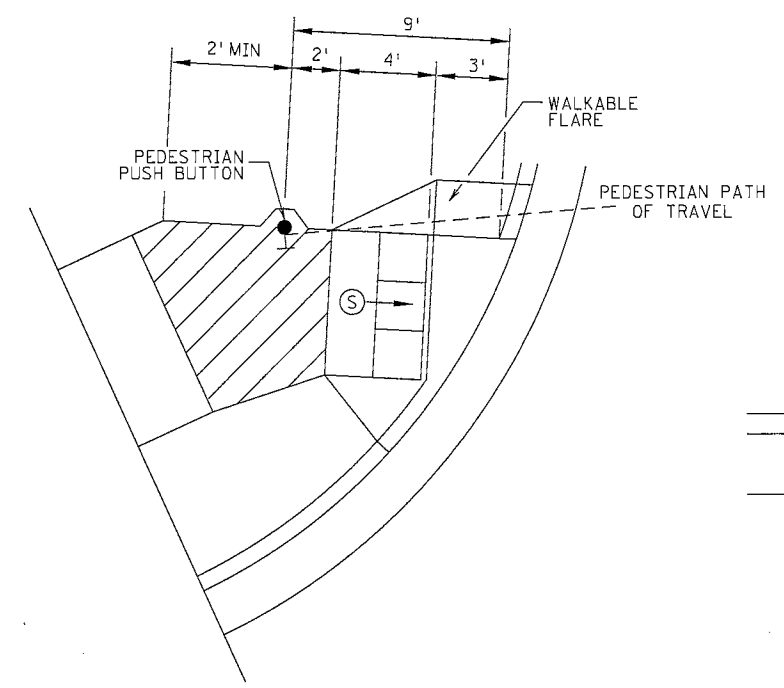 9'
2' MIN
2'
4'
3'
WALKABLE
FLARE
PEDESTRIAN
PUSH BUTTON
PEDESTRIAN PATH
OF TRAVEL
S